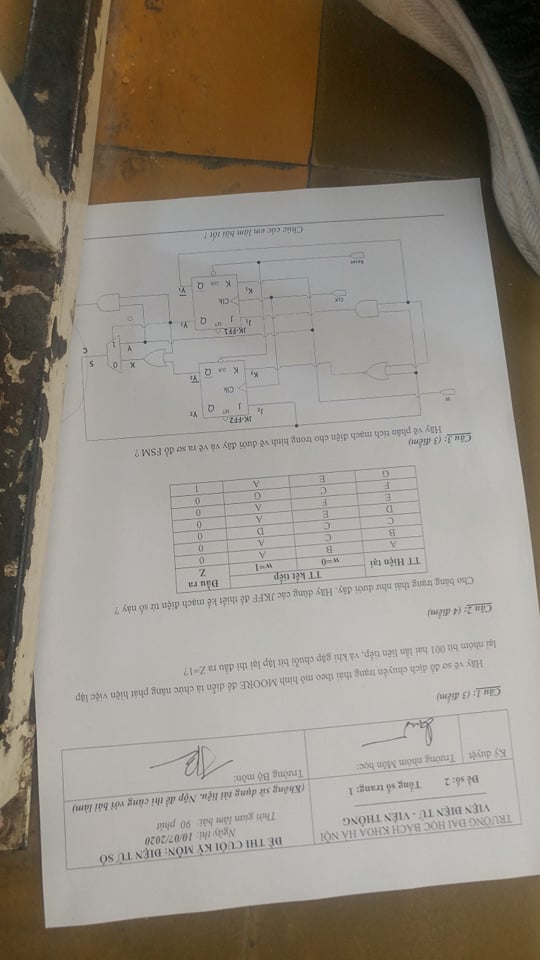 TRƯỜNG ĐẠI HỌC BÁCH KHOA HÀ NỘI
VIỆN ĐIỆN TỬ - VIỄN THÔNG
Đề số: 2 Tổng số trang: 1
ĐỀ THI CUỐI KỲ MÔN: ĐIỆN TỬ SỐ
Ngày thi: 10/07/2020
Thời gian làm bài: 90 phút
(Không sử dụng tài liệu. Nộp đề thi cùng với bài làm)
Ký duyệt
Trưởng nhóm Môn học:
Trưởng Bộ môn:
Câu 1: (3 điểm)
Hãy vẽ sơ đồ dịch chuyển trạng thái theo mô hình MOORE để diễn tả chức năng phát hiện việc lặp
lại nhóm bit 001 hai lần liên tiếp, và khi gặp chuỗi bit lặp lại thì đầu ra Z=1?
Câu 2: (4 điểm)
Cho bảng trạng thái như dưới đây. Hãy dùng các JKFF để thiết kế mạch điện tử số này ?
TT Hiện tại TT kết tiếp Đầu ra
w=0 w=1 Z
A B A 0
B C A 0
C C D 0
D E A 0
E F A 0
F C G 0
G E A 1
Câu 3: (3 điểm)
Hãy vẽ phân tích mạch điện cho trong hình vẽ dưới đây và vẽ ra sơ đồ FSM ?
JK-FF2
J2 J SET Q Y2
w
Clk
K2 K CLR Q Y2
X 0 S
Y 1 C
JK-FF1
J1 J SET Q Y1
CLK
Clk
K1 K CLR Q Y1
Reset
Chúc các em làm bài tốt !